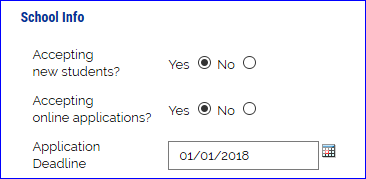 School Info
Accepting
new students?
Yes No
Accepting
online applications?
Yes No
Application
Deadline
01/01/2018